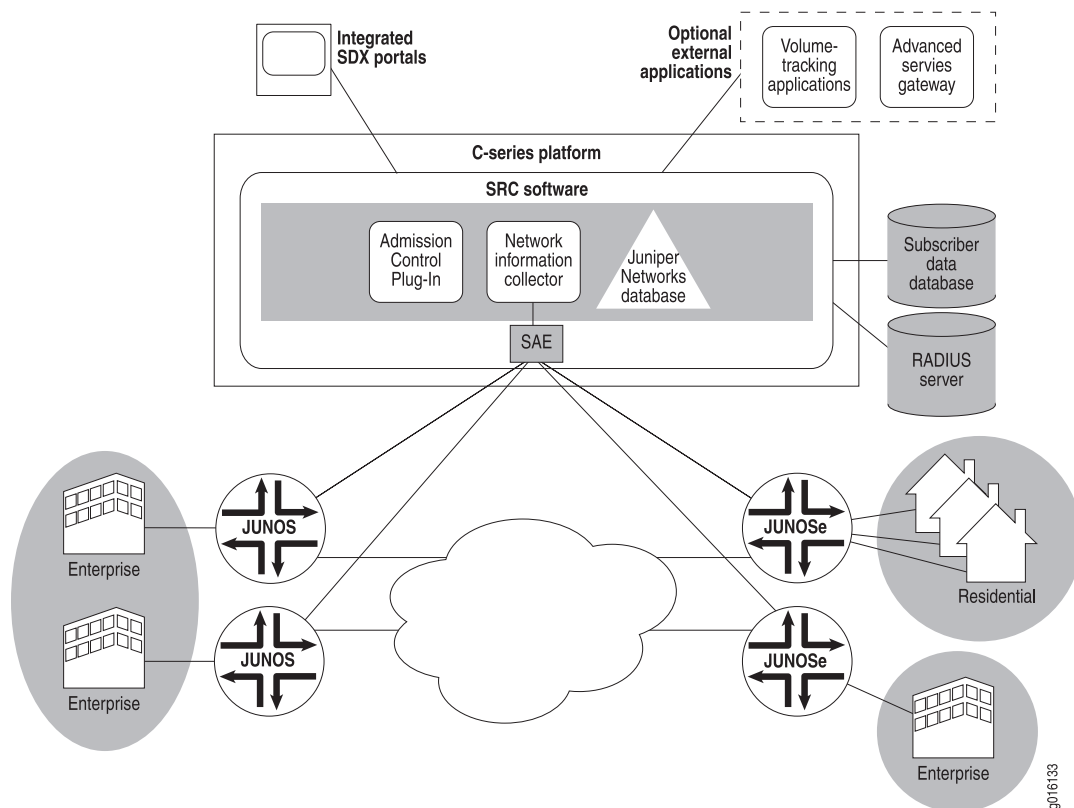 Integrated
SDX portals
Optional
external
applications
Volume-
tracking
applications
Advanced
servies
gateway
C-series platform
SRC software
Admission
Control
Plug-In
Network
information
collector
Juniper
Networks
database
Subscriber
data
database
SAE
RADIUS
server
JUNOS
JUNOSe
Enterprise
Residential
JUNOS
JUNOSe
Enterprise
Enterprise
g016133